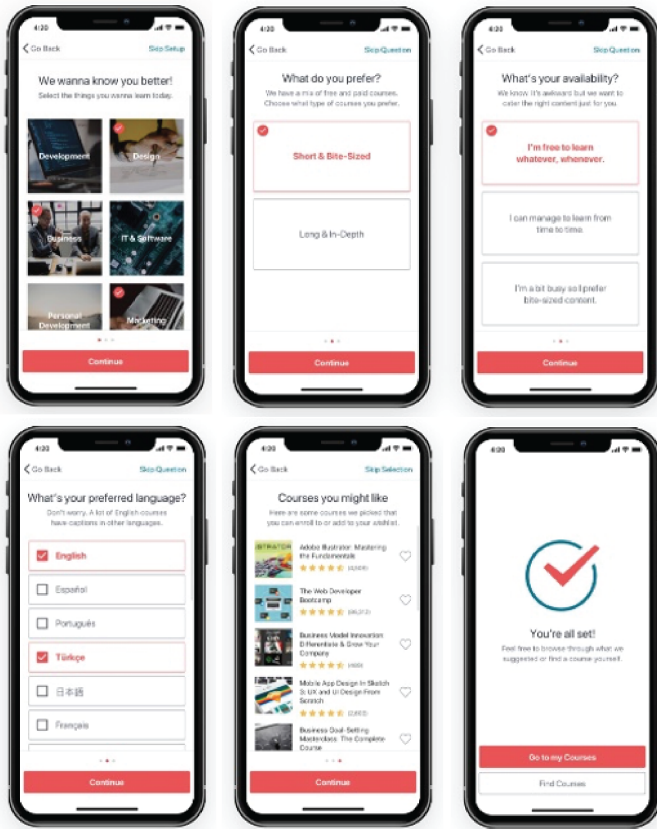 4:20
Go Back
Skip Setup
We wanna know you better!
Select the things you wanna learn today.
Development
Design
Business
IT & Software
Personal
Development
Marketing
Continue
4:20
Go Back
Skip Question
What do you prefer?
We have a mix of free and paid courses.
Choose what type of courses you prefer.
Short & Bite-Sized
Long & In-Depth
Continue
4:20
Go Back
Skip Question
What's your availability?
We know it's awkward but we want to
cater the right content just for you.
I'm free to learn
whatever, whenever.
I can manage to learn from
time to time.
I'm a bit busy so I prefer
bite-sized content.
Continue
4:20
Go Back
Skip Question
What's your preferred language?
Don't worry. A lot of English courses
have captions in other languages.
English
Español
Português
Türkçe
日本語
Français
Continue
4:20
Go Back
Skip Selection
Courses you might like
Here are some courses we picked that
you can enroll to or add to your wishlist.
Adobe Illustrator: Mastering
the Fundamentals
The Web Developer
Bootcamp
Business Model Innovation:
Differentiate & Grow Your
Company
Mobile App Design In Sketch
3: UX and UI Design From
Scratch
Business Goal-Setting
Masterclass: The Complete
Course
Continue
4:20
You're all set!
Feel free to browse through what we
suggested or find a course yourself.
Go to my Courses
Find Courses